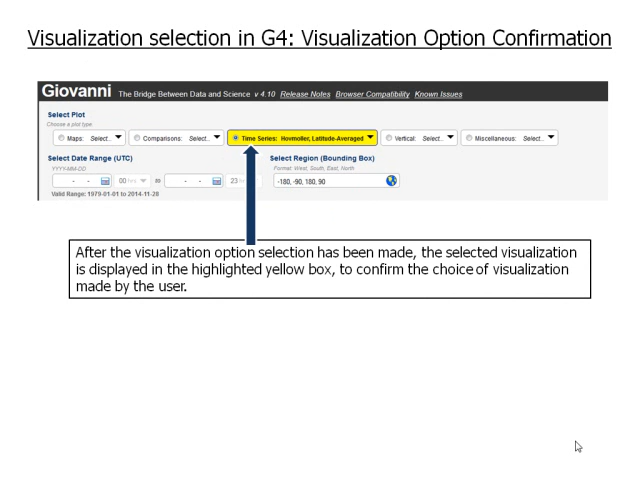 Visualization selection in G4: Visualization Option Confirmation
Giovanni The Bridge Between Data and Science v 4.10 Release Notes Browser Compatibility Known Issues
Select Plot
Choose a plot type:
Maps: Select... Comparisons: Select... Time Series: Hovmoller, Latitude-Averaged Vertical: Select... Miscellaneous: Select...
Select Date Range (UTC) Select Region (Bounding Box)
YYYY-MM-DD Format: West, South, East, North
- - 00 hrs to - - 23 -180, -90, 180, 90
Valid Range: 1979-01-01 to 2014-11-28
After the visualization option selection has been made, the selected visualization
is displayed in the highlighted yellow box, to confirm the choice of visualization
made by the user.